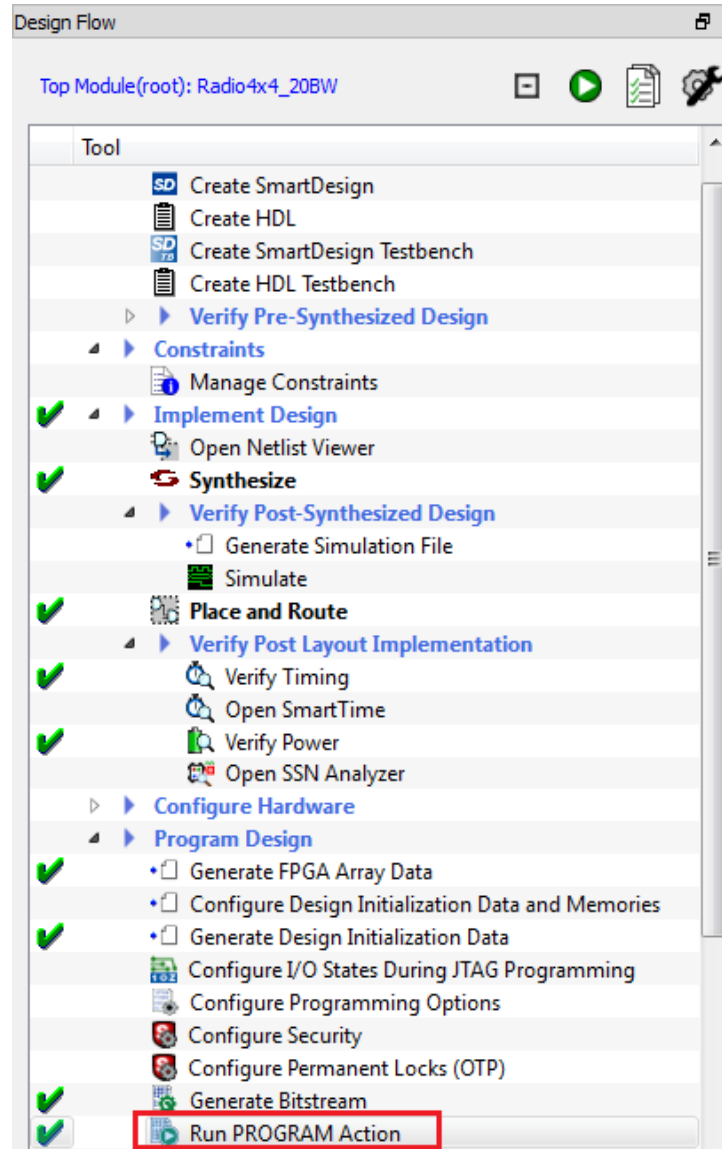 Design Flow
Top Module(root): Radio4x4_20BW
Tool
SD Create SmartDesign
Create HDL
SD TB Create SmartDesign Testbench
Create HDL Testbench
Verify Pre-Synthesized Design
Constraints
Manage Constraints
Implement Design
Open Netlist Viewer
Synthesize
Verify Post-Synthesized Design
Generate Simulation File
Simulate
Place and Route
Verify Post Layout Implementation
Verify Timing
Open SmartTime
Verify Power
Open SSN Analyzer
Configure Hardware
Program Design
Generate FPGA Array Data
Configure Design Initialization Data and Memories
Generate Design Initialization Data
Configure I/O States During JTAG Programming
Configure Programming Options
Configure Security
Configure Permanent Locks (OTP)
Generate Bitstream
Run PROGRAM Action